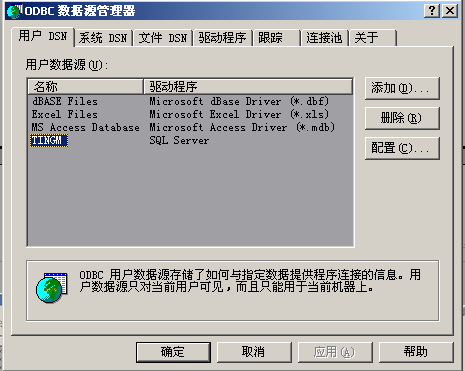 ODBC 数据源管理器
用户 DSN 系统 DSN 文件 DSN 驱动程序 跟踪 连接池 关于
用户数据源(U):
名称 驱动程序
dBASE Files Microsoft dBase Driver (*.dbf)
Excel Files Microsoft Excel Driver (*.xls)
MS Access Database Microsoft Access Driver (*.mdb)
TINGM SQL Server
添加(D)...
删除(R)
配置(C)...
ODBC 用户数据源存储了如何与指定数据提供程序连接的信息。用
户数据源只对当前用户可见,而且只能用于当前机器上。
确定 取消 应用(A) 帮助